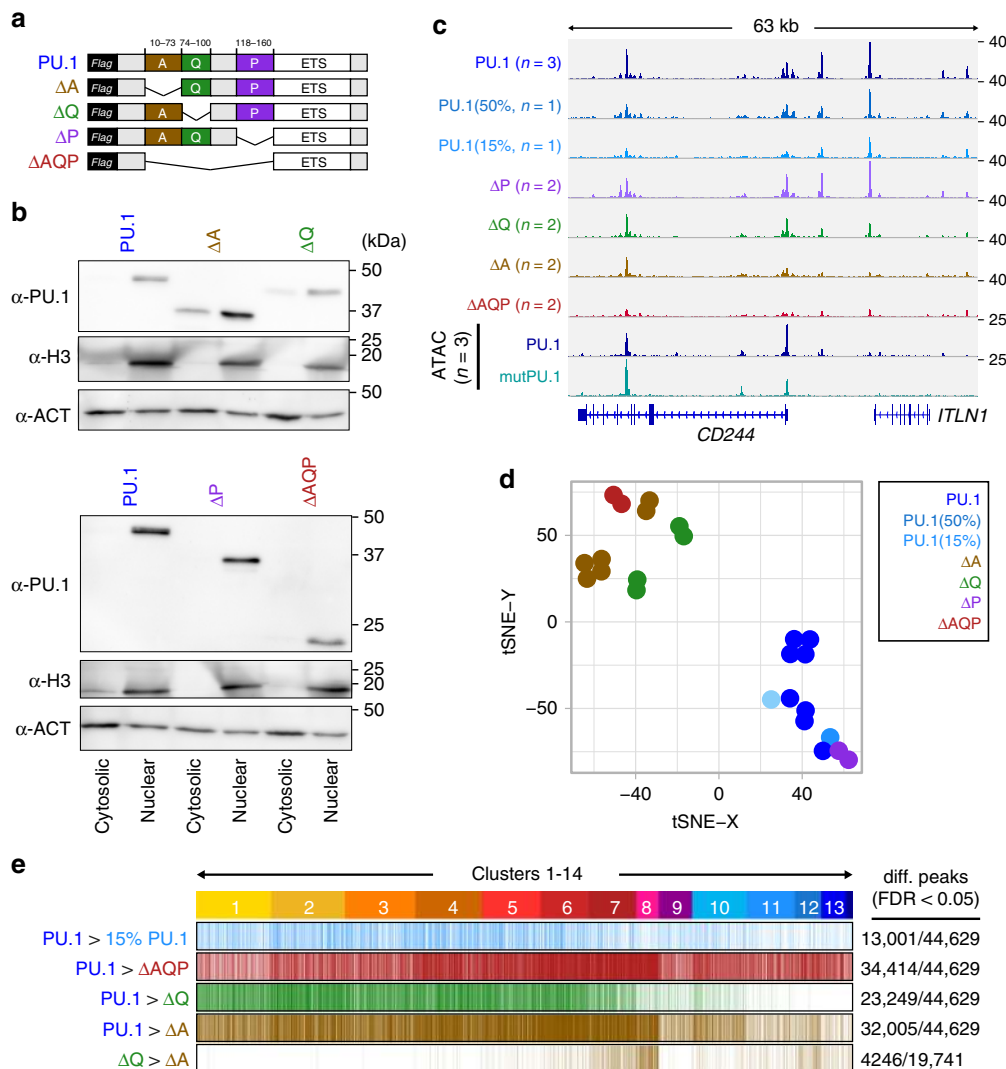 a
10–73 74–100 118–160
PU.1 Flag A Q P ETS
ΔA Flag Q P ETS
ΔQ Flag A P ETS
ΔP Flag A Q ETS
ΔAQP Flag ETS
b
PU.1 ΔA ΔQ (kDa)
α-PU.1 50 37
α-H3 25 20
α-ACT 50
PU.1 ΔP ΔAQP
α-PU.1 50 37 25
α-H3 25 20
α-ACT 50
Cytosolic Nuclear Cytosolic Nuclear Cytosolic Nuclear
c
63 kb
PU.1 (n = 3) 40
PU.1(50%, n = 1) 40
PU.1(15%, n = 1) 40
ΔP (n = 2) 40
ΔQ (n = 2) 40
ΔA (n = 2) 40
ΔAQP (n = 2) 40
ATAC (n = 3)
PU.1 25
mutPU.1 25
CD244 ITLN1
d
50
0
−50
tSNE−Y
−40 0 40
tSNE−X
PU.1
PU.1(50%)
PU.1(15%)
ΔA
ΔQ
ΔP
ΔAQP
e
Clusters 1-14
diff. peaks
(FDR < 0.05)
1 2 3 4 5 6 7 8 9 10 11 12 13
PU.1 > 15% PU.1 13,001/44,629
PU.1 > ΔAQP 34,414/44,629
PU.1 > ΔQ 23,249/44,629
PU.1 > ΔA 32,005/44,629
ΔQ > ΔA 4246/19,741